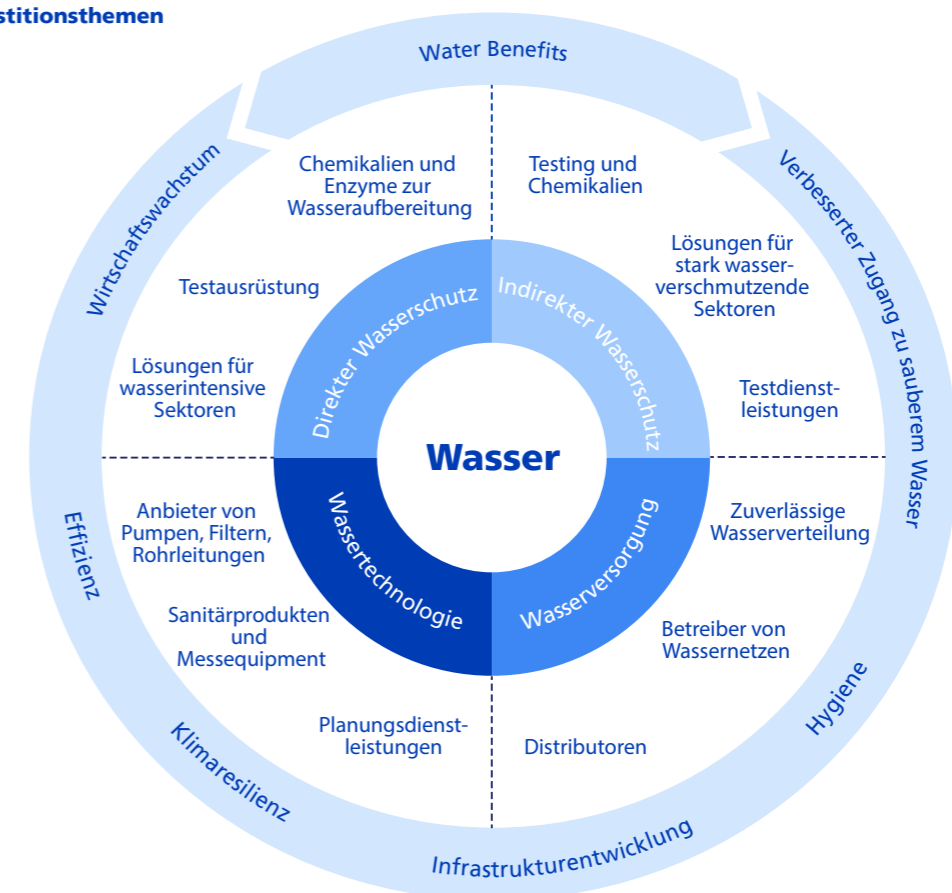 stitionsthemen
Water Benefits
Verbesserter Zugang zu sauberem Wasser
Hygiene
Infrastrukturentwicklung
Klimaresilienz
Effizienz
Wirtschaftswachstum
Chemikalien und
Enzyme zur
Wasseraufbereitung
Testausrüstung
Lösungen für
wasserintensive
Sektoren
Testing und
Chemikalien
Lösungen für
stark wasser-
verschmutzende
Sektoren
Testdienst-
leistungen
Direkter Wasserschutz
Indirekter Wasserschutz
Wasser
Wassertechnologie
Wasserversorgung
Anbieter von
Pumpen, Filtern,
Rohrleitungen
Sanitärprodukten
und
Messequipment
Planungsdienst-
leistungen
Zuverlässige
Wasserverteilung
Betreiber von
Wassernetzen
Distributoren